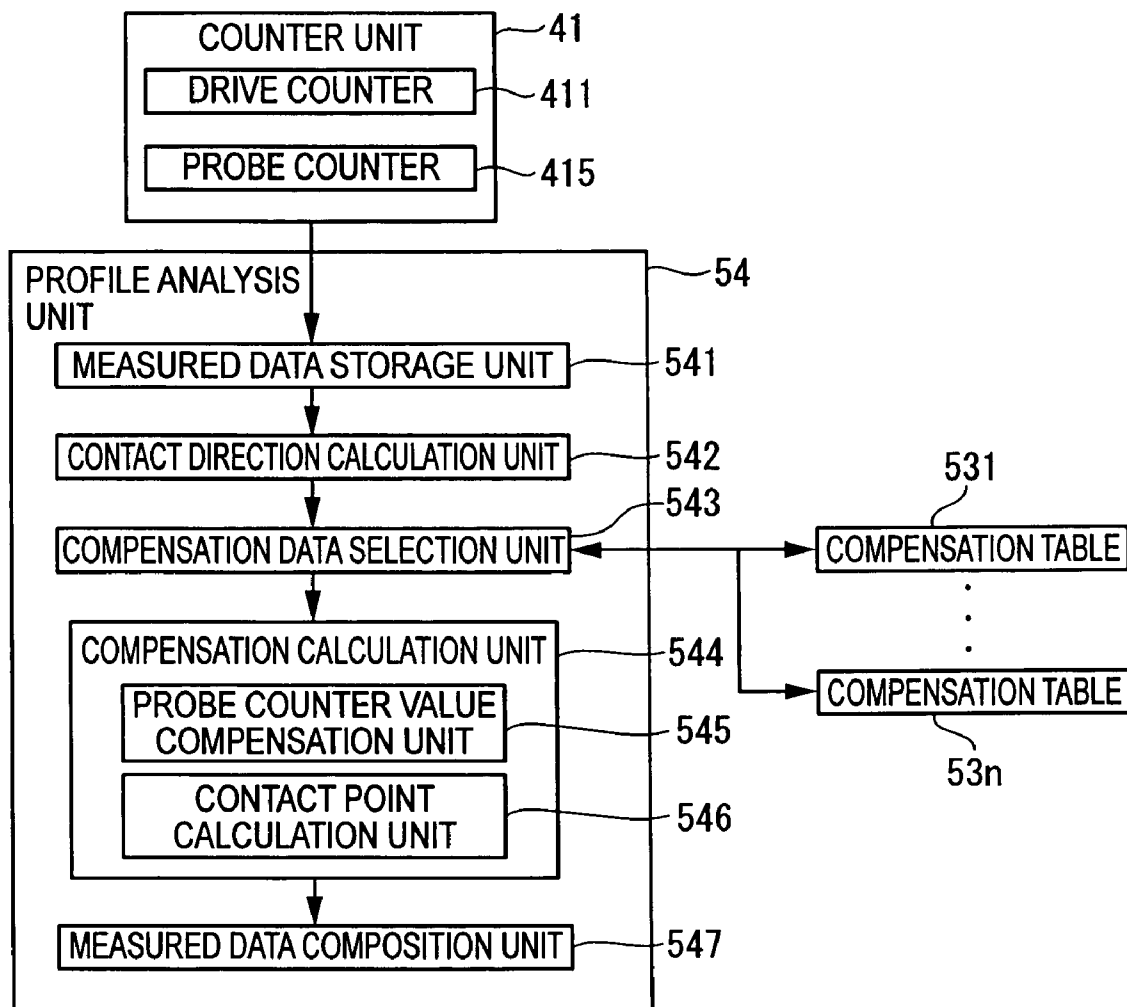 COUNTER UNIT
41
DRIVE COUNTER
411
PROBE COUNTER
415
PROFILE ANALYSIS
UNIT
54
MEASURED DATA STORAGE UNIT
541
CONTACT DIRECTION CALCULATION UNIT
542
COMPENSATION DATA SELECTION UNIT
543
531
COMPENSATION TABLE
COMPENSATION CALCULATION UNIT
544
COMPENSATION TABLE
53n
PROBE COUNTER VALUE
COMPENSATION UNIT
545
CONTACT POINT
CALCULATION UNIT
546
MEASURED DATA COMPOSITION UNIT
547